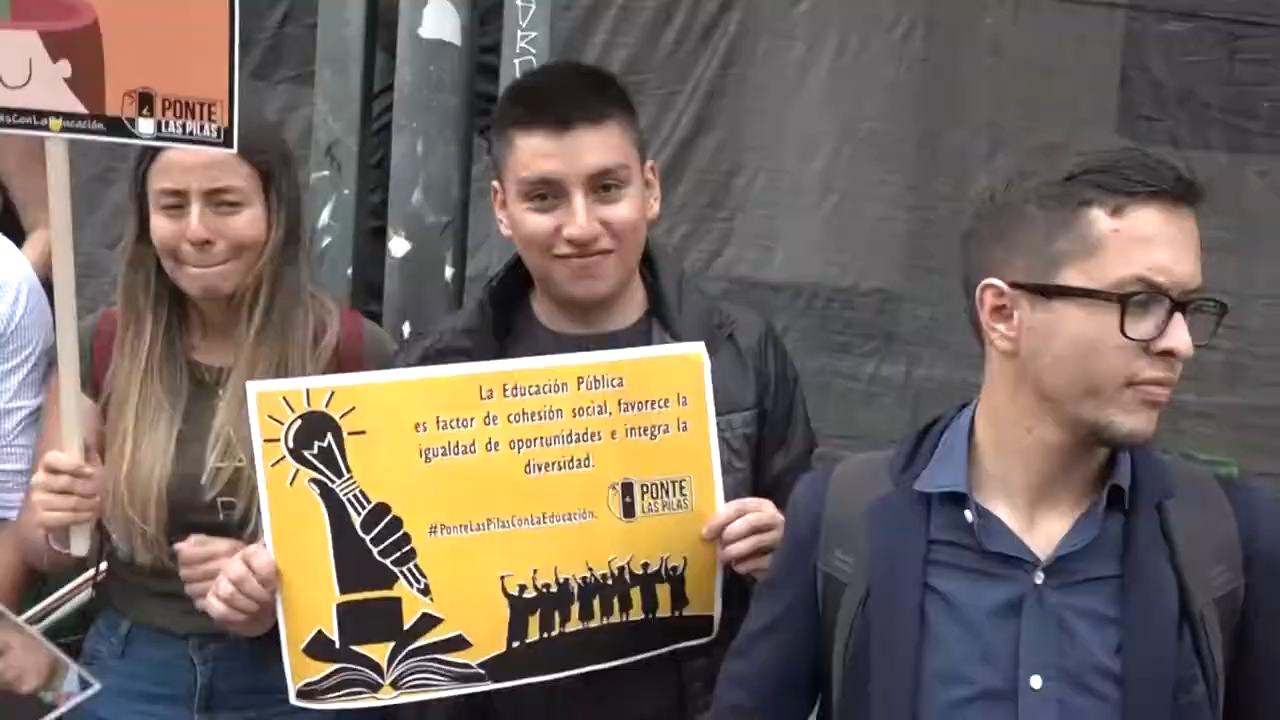 PONTE
LAS PILAS
sConLaEducación.
La Educación Pública
es factor de cohesión social, favorece la
igualdad de oportunidades e integra la
diversidad.
PONTE
LAS PILAS
#PonteLasPilasConLaEducación.